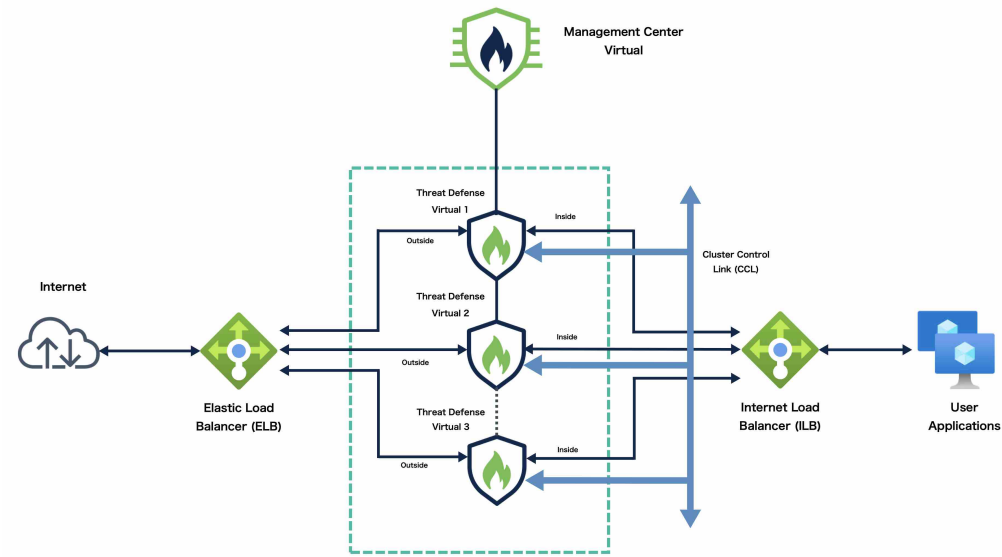 Management Center
Virtual
Threat Defense
Virtual 1
Inside
Outside
Cluster Control
Link (CCL)
Internet
Threat Defense
Virtual 2
Inside
Outside
Elastic Load
Balancer (ELB)
Internet Load
Balancer (ILB)
User
Applications
Threat Defense
Virtual 3
Inside
Outside